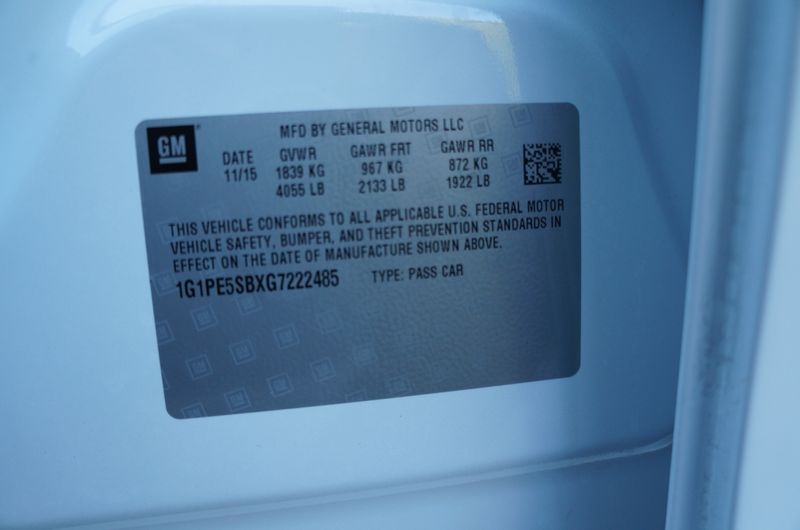 GM
MFD BY GENERAL MOTORS LLC
DATE GVWR GAWR FRT GAWR RR
11/15 1839 KG 967 KG 872 KG
4055 LB 2133 LB 1922 LB
THIS VEHICLE CONFORMS TO ALL APPLICABLE U.S. FEDERAL MOTOR
VEHICLE SAFETY, BUMPER, AND THEFT PREVENTION STANDARDS IN
EFFECT ON THE DATE OF MANUFACTURE SHOWN ABOVE.
1G1PE5SBXG7222485 TYPE: PASS CAR